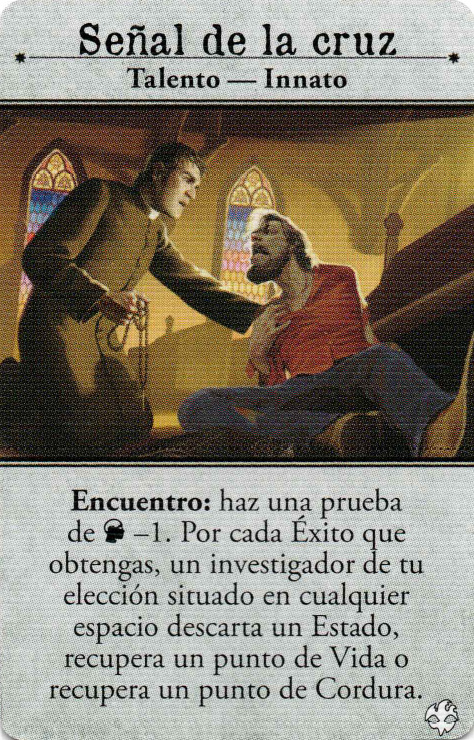 Señal de la cruz
Talento — Innato
Encuentro: haz una prueba
de –1. Por cada Éxito que
obtengas, un investigador de tu
elección situado en cualquier
espacio descarta un Estado,
recupera un punto de Vida o
recupera un punto de Cordura.